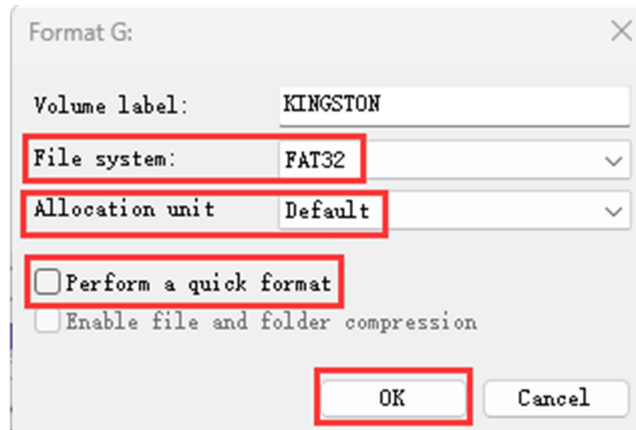 Format G:
Volume label: KINGSTON
File system: FAT32
Allocation unit Default
Perform a quick format
Enable file and folder compression
OK Cancel